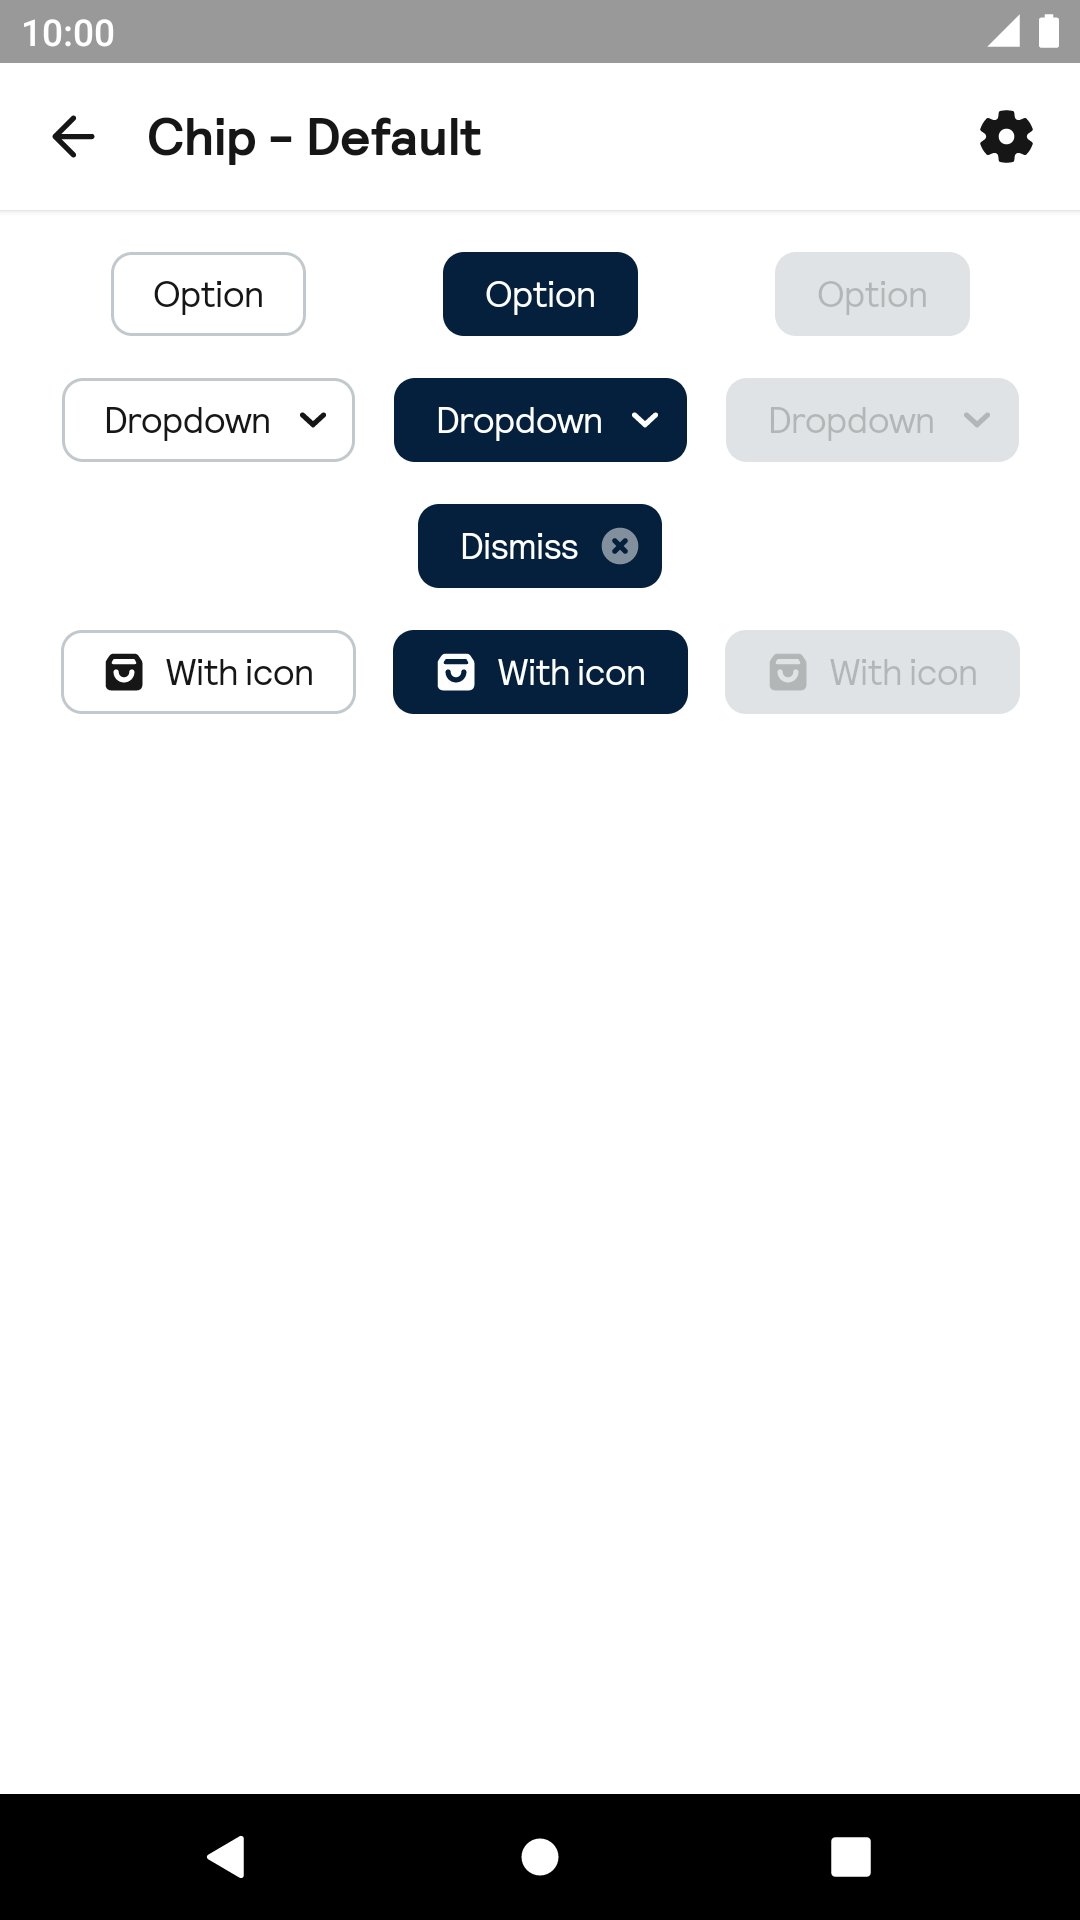 10:00
Chip - Default
Option Option Option
Dropdown Dropdown Dropdown
Dismiss
With icon With icon With icon